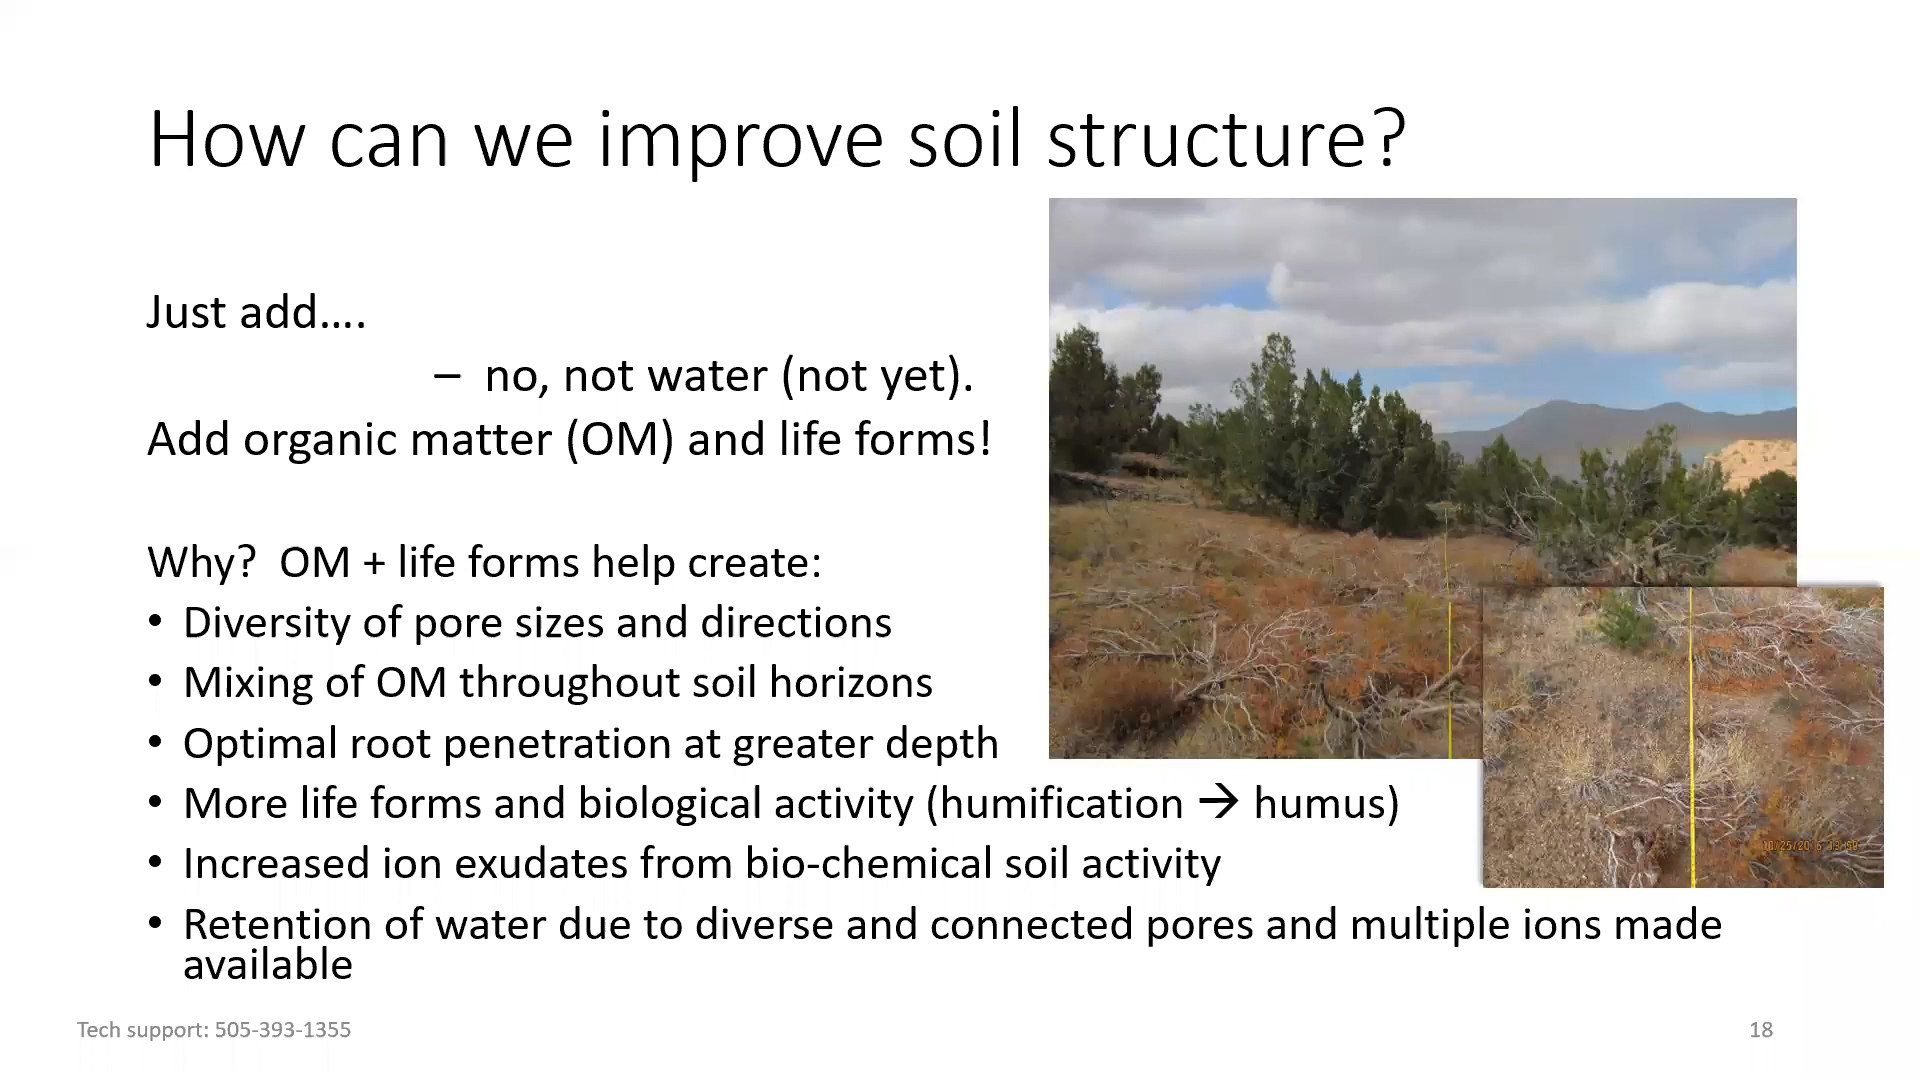 How can we improve soil structure?
Just add….
– no, not water (not yet).
Add organic matter (OM) and life forms!
Why? OM + life forms help create:
• Diversity of pore sizes and directions
• Mixing of OM throughout soil horizons
• Optimal root penetration at greater depth
• More life forms and biological activity (humification → humus)
• Increased ion exudates from bio-chemical soil activity
• Retention of water due to diverse and connected pores and multiple ions made
available
Tech support: 505-393-1355
18